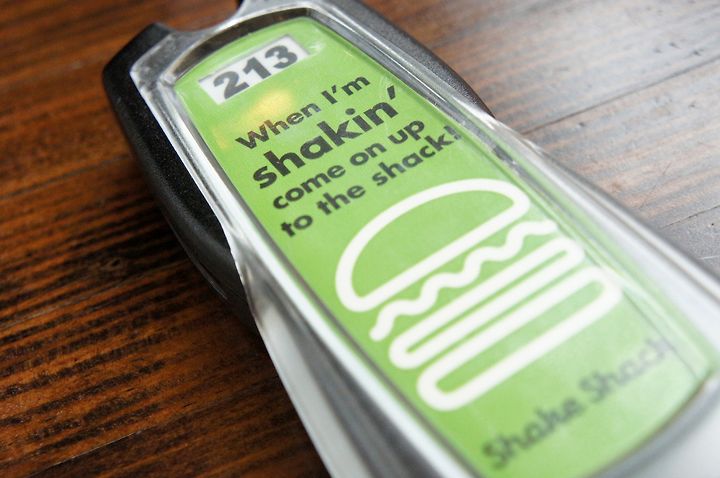 213
When I'm
shakin'
come on up
to the shack!
Shake Shack